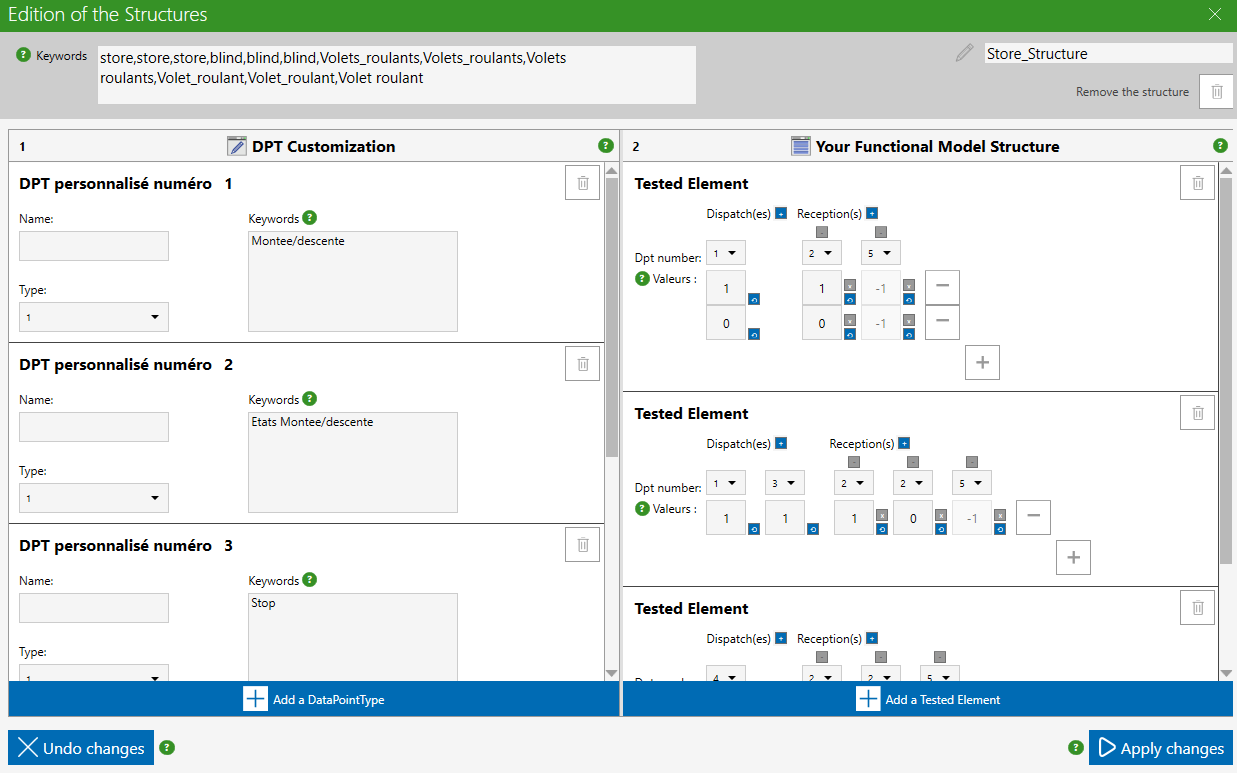 Edition of the Structures
Keywords
store,store,store,blind,blind,blind,Volets_roulants,Volets_roulants,Volets
roulants,Volet_roulant,Volet_roulant,Volet roulant
Store_Structure
Remove the structure
1 DPT Customization
DPT personnalisé numéro 1
Name:
Keywords
Montee/descente
Type:
1
DPT personnalisé numéro 2
Name:
Keywords
Etats Montee/descente
Type:
1
DPT personnalisé numéro 3
Name:
Keywords
Stop
Type:
1
Add a DataPointType
2 Your Functional Model Structure
Tested Element
Dispatch(es) Reception(s)
Dpt number: 1 2 5
Valeurs : 1 1 -1
0 0 -1
Tested Element
Dispatch(es) Reception(s)
Dpt number: 1 3 2 2 5
Valeurs : 1 1 1 0 -1
Tested Element
Dispatch(es) Reception(s)
Dpt number: 4 2 2 5
Add a Tested Element
Undo changes
Apply changes